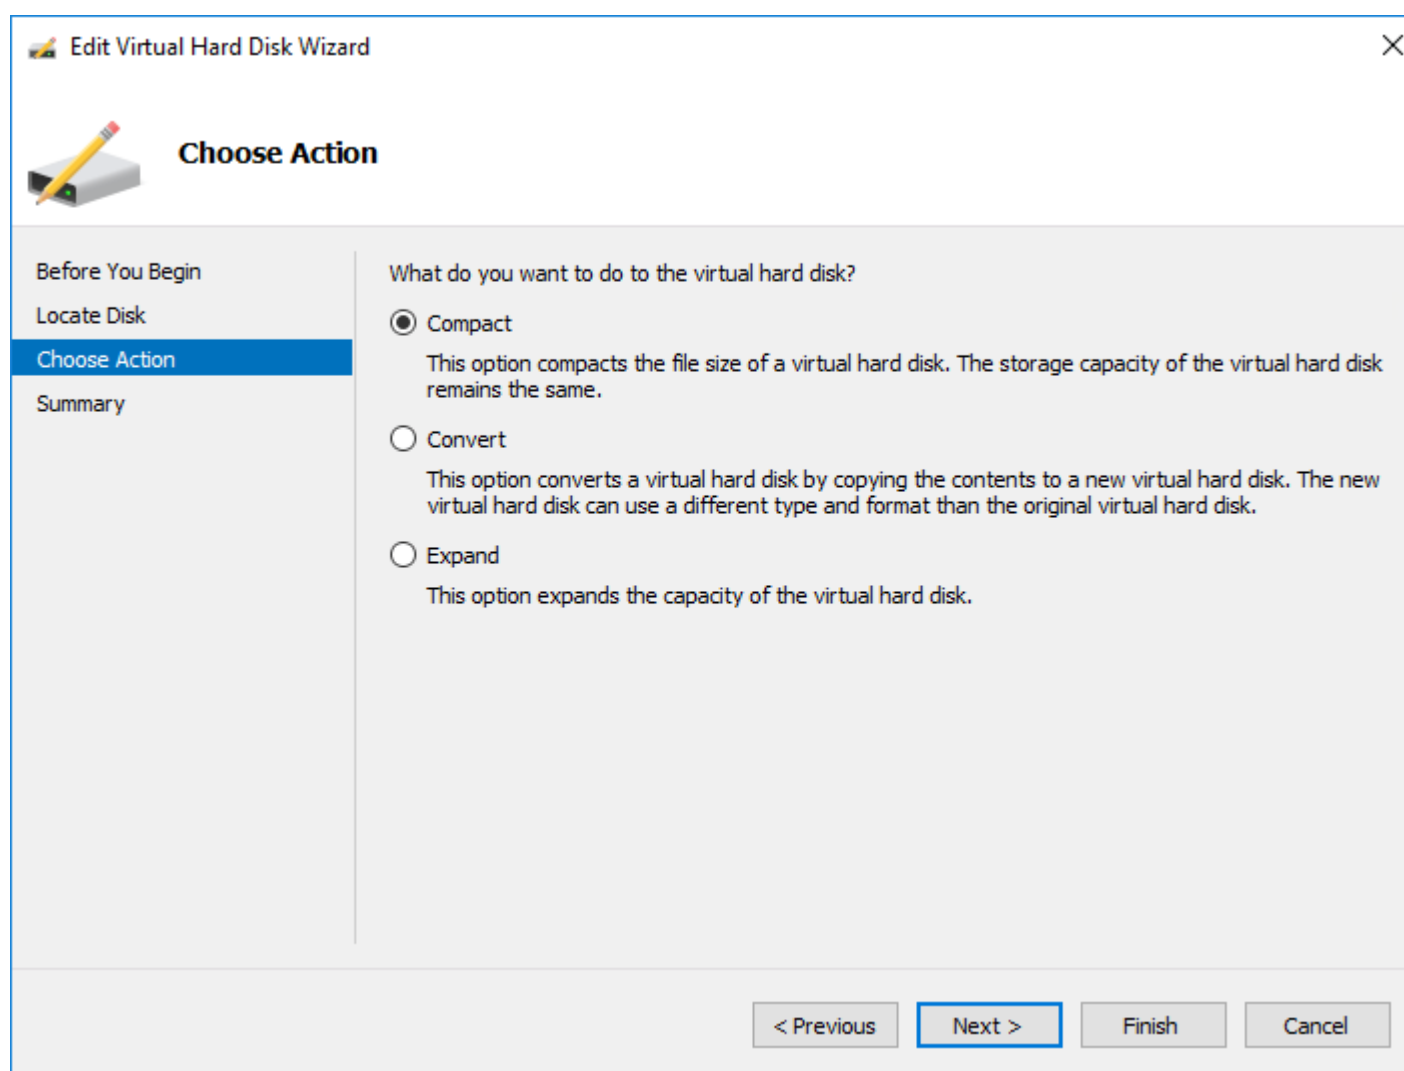 Edit Virtual Hard Disk Wizard
Choose Action
Before You Begin
Locate Disk
Choose Action
Summary
What do you want to do to the virtual hard disk?
Compact
This option compacts the file size of a virtual hard disk. The storage capacity of the virtual hard disk
remains the same.
Convert
This option converts a virtual hard disk by copying the contents to a new virtual hard disk. The new
virtual hard disk can use a different type and format than the original virtual hard disk.
Expand
This option expands the capacity of the virtual hard disk.
< Previous
Next >
Finish
Cancel